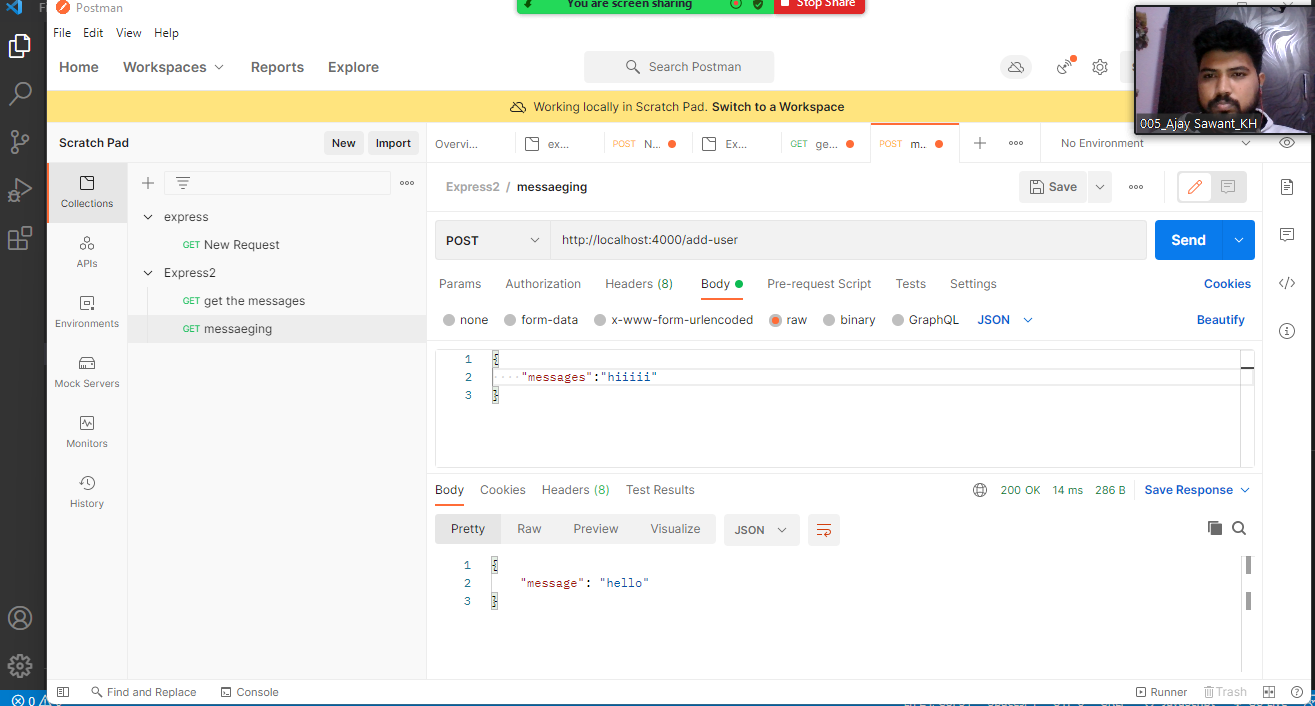 Postman
You are screen sharing
Stop Share
File Edit View Help
Home Workspaces Reports Explore
Search Postman
Working locally in Scratch Pad. Switch to a Workspace
005_Ajay Sawant_KH
Scratch Pad New Import
Overvi... ex... POST N... Ex... GET ge... POST m.. No Environment
Collections
APIs
Environments
Mock Servers
Monitors
History
express
GET New Request
Express2
GET get the messages
GET messaeging
Express2 / messaeging Save
POST http://localhost:4000/add-user Send
Params Authorization Headers (8) Body Pre-request Script Tests Settings Cookies
none form-data x-www-form-urlencoded raw binary GraphQL JSON Beautify
1 {
2 "messages":"hiiiii"
3 }
Body Cookies Headers (8) Test Results 200 OK 14 ms 286 B Save Response
Pretty Raw Preview Visualize JSON
1 {
2 "message": "hello"
3 }
0
Find and Replace Console Runner Trash